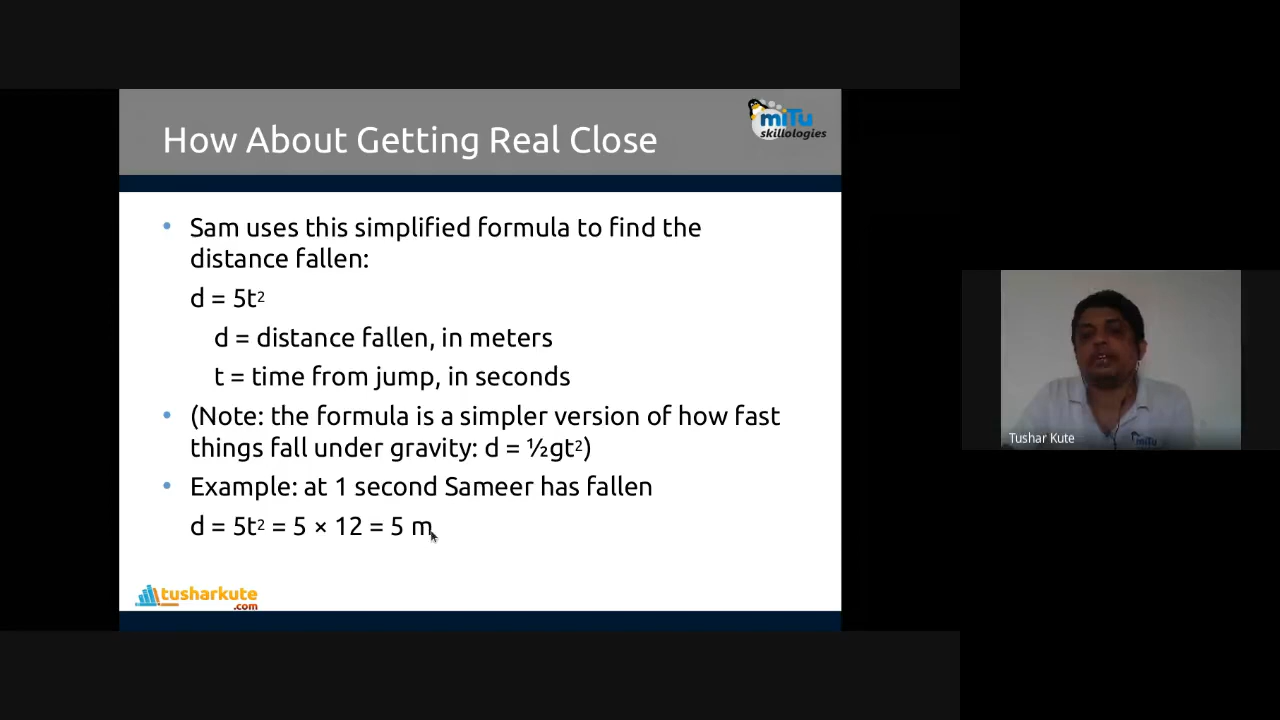 How About Getting Real Close
miTu
skillologies
• Sam uses this simplified formula to find the
distance fallen:
d = 5t²
d = distance fallen, in meters
t = time from jump, in seconds
• (Note: the formula is a simpler version of how fast
things fall under gravity: d = ½gt²)
• Example: at 1 second Sameer has fallen
d = 5t² = 5 × 12 = 5 m
tusharkute
.com
Tushar Kute
miTu